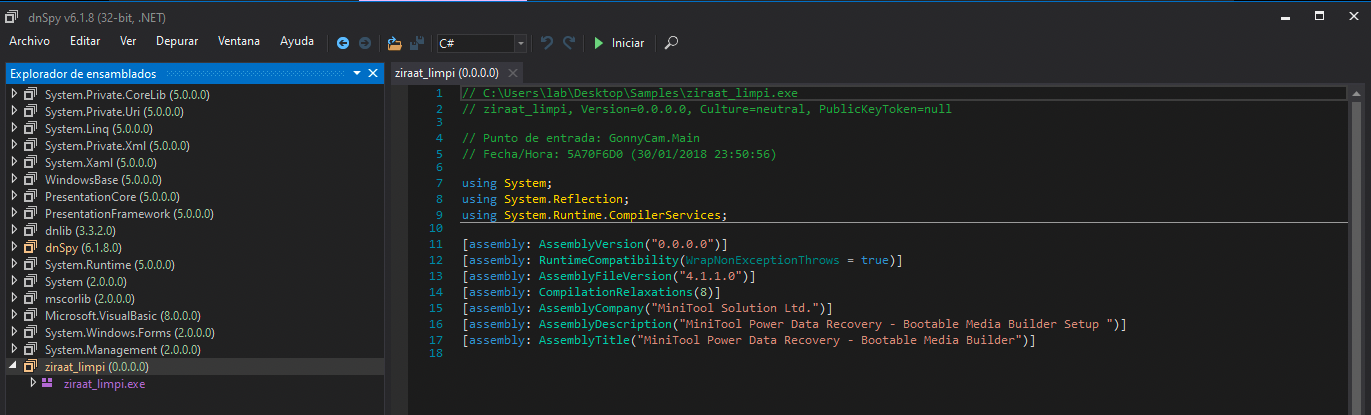 dnSpy v6.1.8 (32-bit, .NET)
Archivo Editar Ver Depurar Ventana Ayuda C# Iniciar
Explorador de ensamblados
System.Private.CoreLib (5.0.0.0)
System.Private.Uri (5.0.0.0)
System.Linq (5.0.0.0)
System.Private.Xml (5.0.0.0)
System.Xaml (5.0.0.0)
WindowsBase (5.0.0.0)
PresentationCore (5.0.0.0)
PresentationFramework (5.0.0.0)
dnlib (3.3.2.0)
dnSpy (6.1.8.0)
System.Runtime (5.0.0.0)
System (2.0.0.0)
mscorlib (2.0.0.0)
Microsoft.VisualBasic (8.0.0.0)
System.Windows.Forms (2.0.0.0)
System.Management (2.0.0.0)
ziraat_limpi (0.0.0.0)
ziraat_limpi.exe
ziraat_limpi (0.0.0.0)
1 // C:\Users\lab\Desktop\Samples\ziraat_limpi.exe
2 // ziraat_limpi, Version=0.0.0.0, Culture=neutral, PublicKeyToken=null
3
4 // Punto de entrada: GonnyCam.Main
5 // Fecha/Hora: 5A70F6D0 (30/01/2018 23:50:56)
6
7 using System;
8 using System.Reflection;
9 using System.Runtime.CompilerServices;
10
11 [assembly: AssemblyVersion("0.0.0.0")]
12 [assembly: RuntimeCompatibility(WrapNonExceptionThrows = true)]
13 [assembly: AssemblyFileVersion("4.1.1.0")]
14 [assembly: CompilationRelaxations(8)]
15 [assembly: AssemblyCompany("MiniTool Solution Ltd.")]
16 [assembly: AssemblyDescription("MiniTool Power Data Recovery - Bootable Media Builder Setup ")]
17 [assembly: AssemblyTitle("MiniTool Power Data Recovery - Bootable Media Builder")]
18